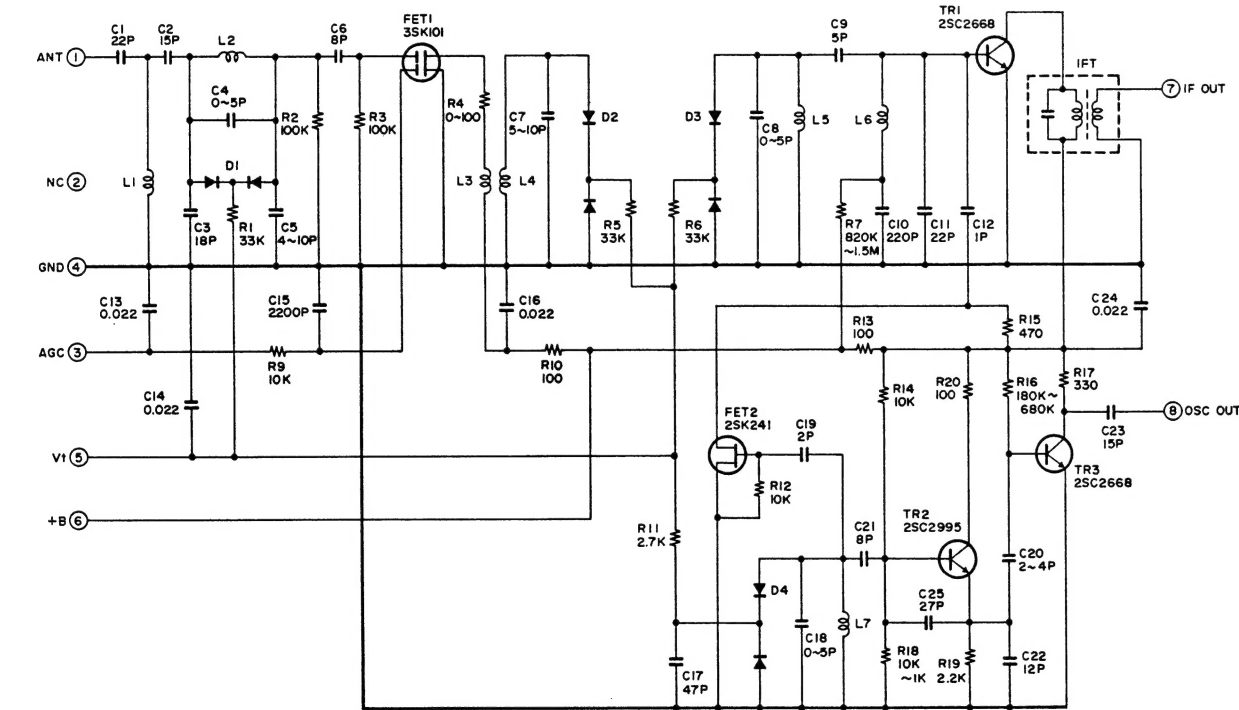 TR1
2SC2668
FET1
3SK101
C9
5P
C1
22P
C2
15P
L2
C6
8P
ANT 1
IFT
7 IF OUT
C4
0~5P
R2
100K
R3
100K
R4
0~100
C7
5~10P
D2
D3
C8
0~5P
L5
L6
D1
NC 2
L1
L3
L4
C3
18P
R1
33K
C5
4~10P
R5
33K
R6
33K
R7
820K
~1.5M
C10
220P
C11
22P
C12
1P
GND 4
C13
0.022
C15
2200P
C16
0.022
C24
0.022
R13
100
R15
470
AGC 3
R9
10K
R10
100
R14
10K
R20
100
R16
180K~
680K
R17
330
C14
0.022
FET2
2SK241
C19
2P
8 OSC OUT
C23
15P
Vt 5
R12
10K
TR3
2SC2668
+B 6
R11
2.7K
C21
8P
TR2
2SC2995
C20
2~4P
D4
C25
27P
C18
0~5P
L7
C17
47P
R18
10K
~1K
R19
2.2K
C22
12P